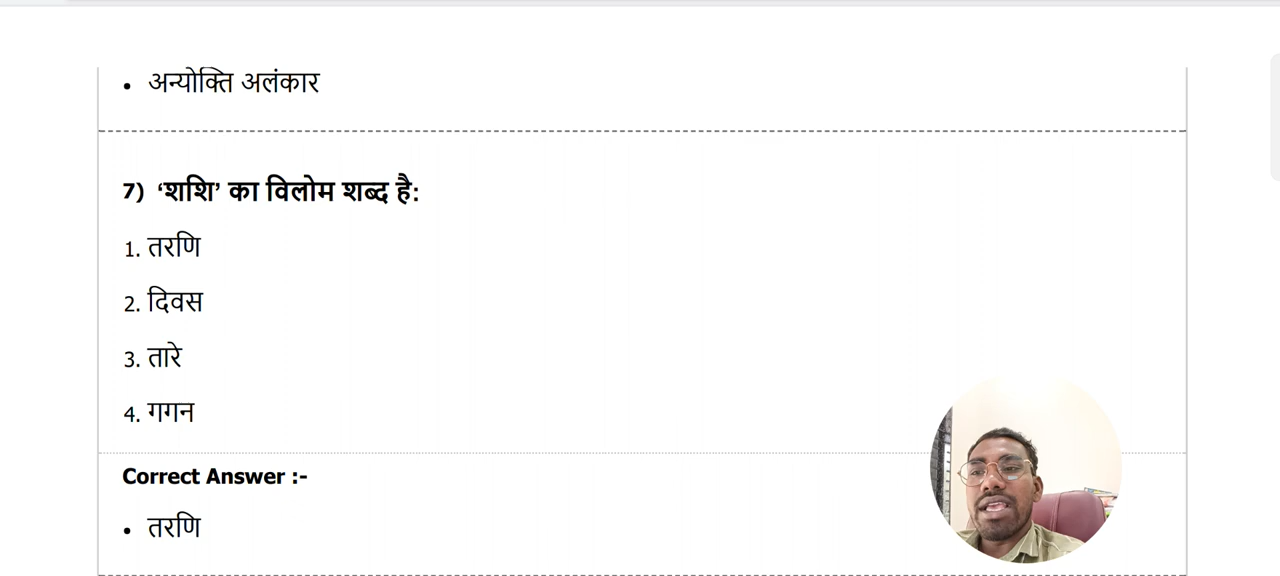 • अन्योक्ति अलंकार
7) ‘शशि’ का विलोम शब्द है:
1. तरणि
2. दिवस
3. तारे
4. गगन
Correct Answer :-
• तरणि